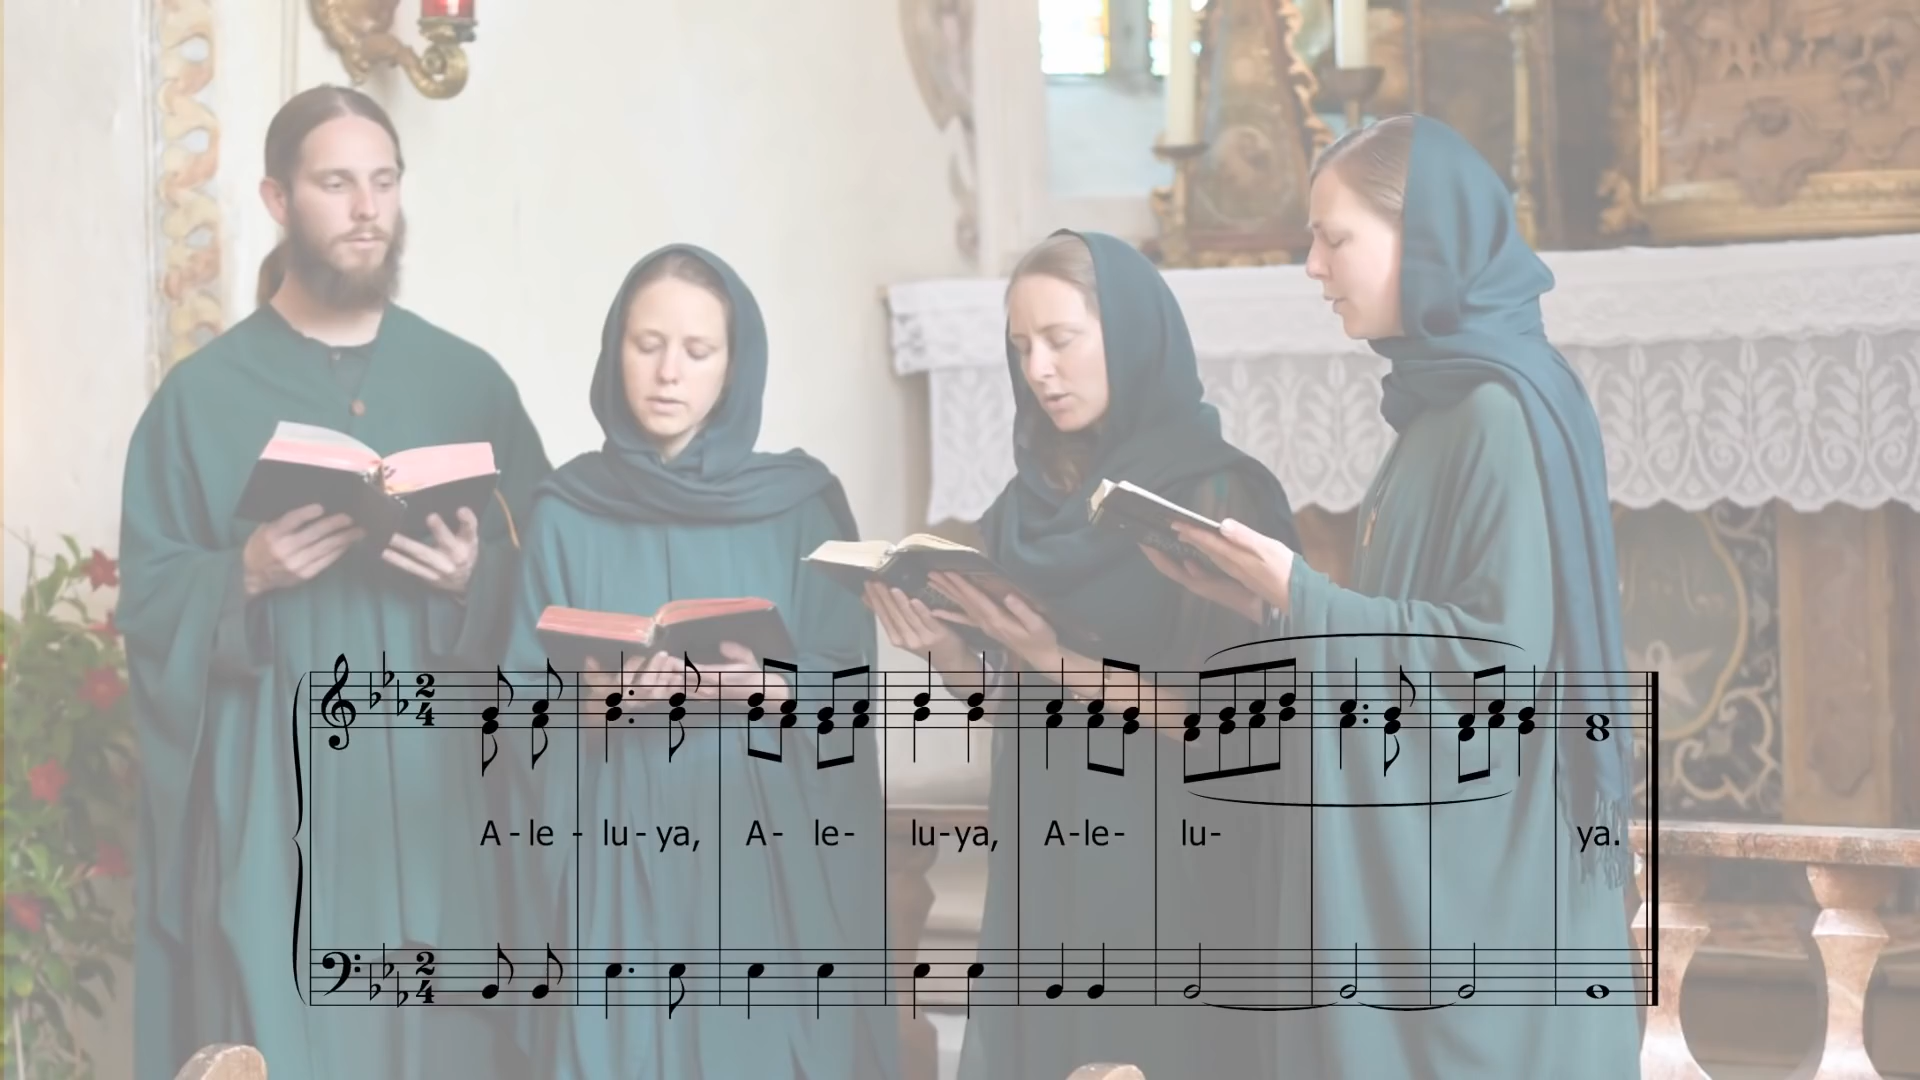 A - le - lu - ya, A - le - lu - ya, A - le - lu - ya.